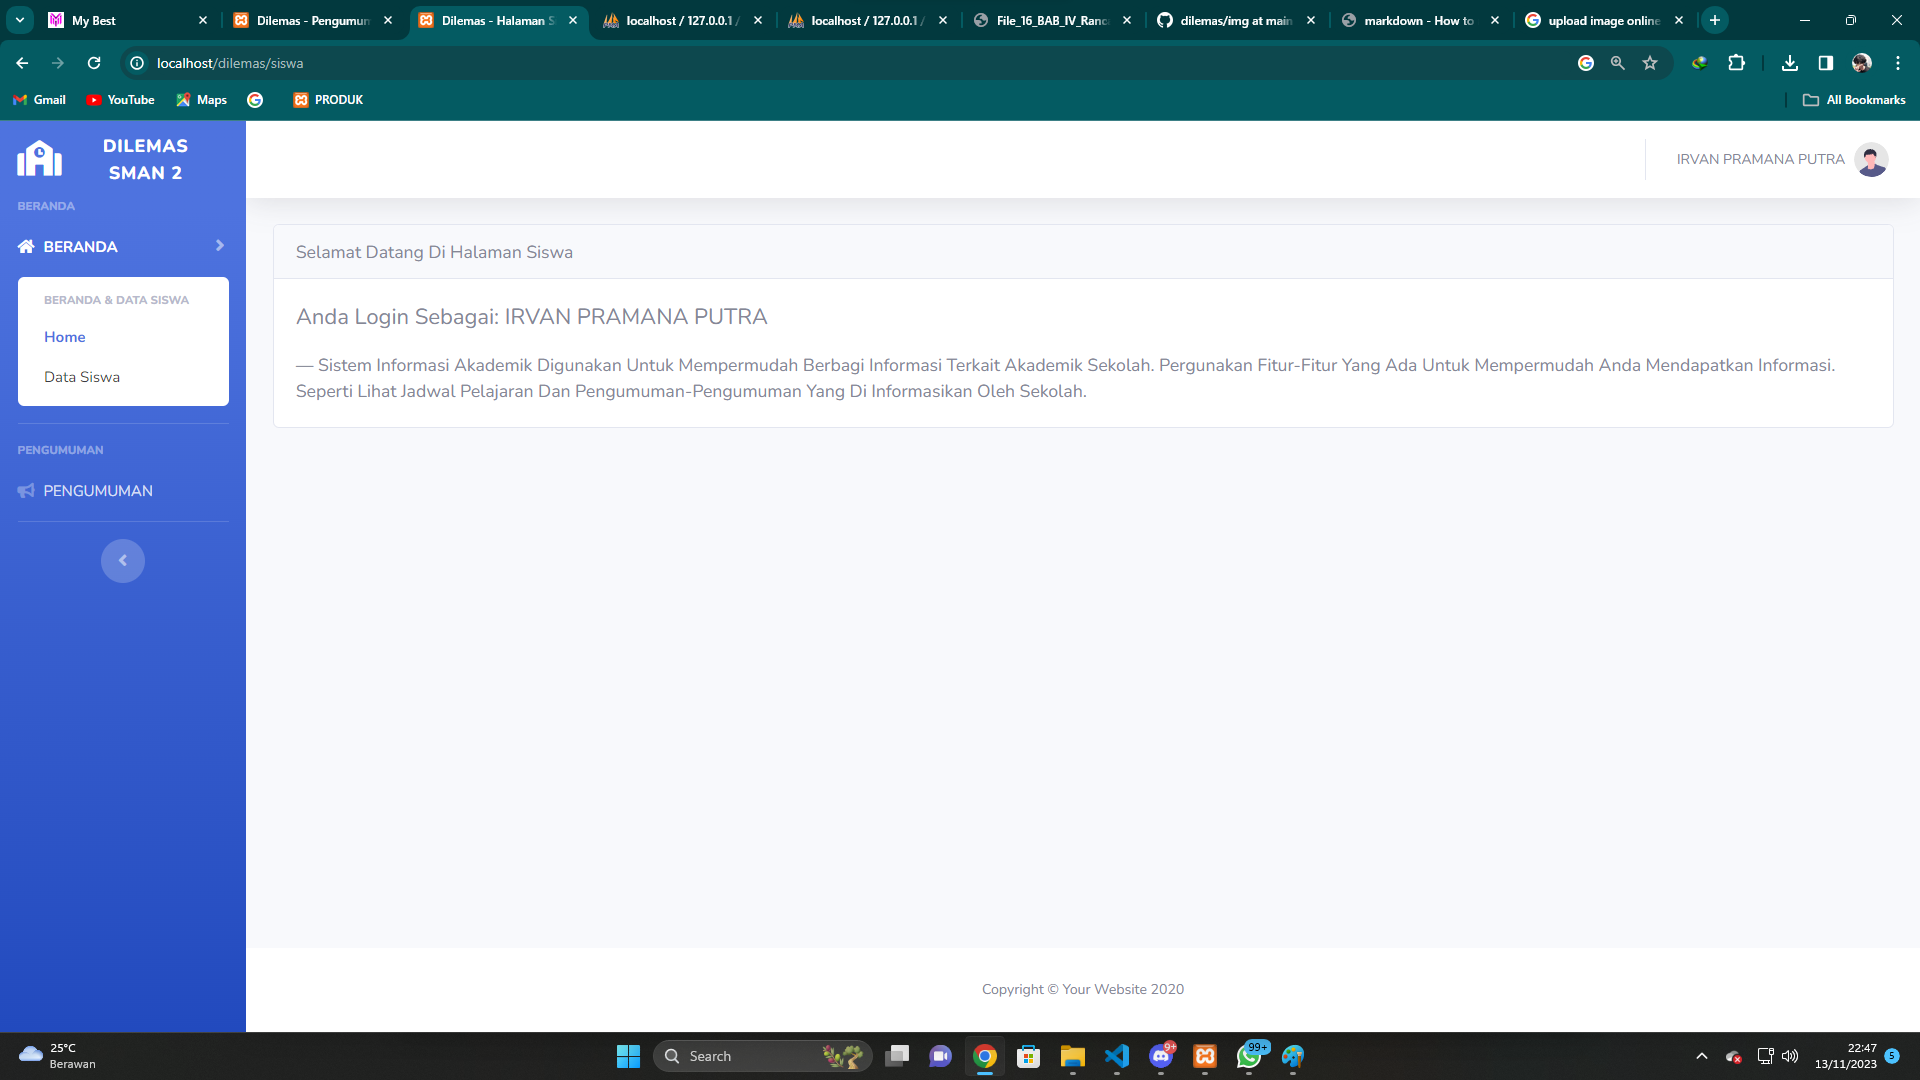 My Best
Dilemas - Pengumum
Dilemas - Halaman S
localhost / 127.0.0.1 /
localhost / 127.0.0.1 /
File_16_BAB_IV_Ranca
dilemas/img at main
markdown - How to
upload image online
localhost/dilemas/siswa
Gmail
YouTube
Maps
PRODUK
All Bookmarks
DILEMAS
SMAN 2
IRVAN PRAMANA PUTRA
BERANDA
BERANDA
BERANDA & DATA SISWA
Home
Data Siswa
PENGUMUMAN
PENGUMUMAN
Selamat Datang Di Halaman Siswa
Anda Login Sebagai: IRVAN PRAMANA PUTRA
— Sistem Informasi Akademik Digunakan Untuk Mempermudah Berbagi Informasi Terkait Akademik Sekolah. Pergunakan Fitur-Fitur Yang Ada Untuk Mempermudah Anda Mendapatkan Informasi.
Seperti Lihat Jadwal Pelajaran Dan Pengumuman-Pengumuman Yang Di Informasikan Oleh Sekolah.
Copyright © Your Website 2020
25°C
Berawan
Search
9+
99+
22:47
13/11/2023
5